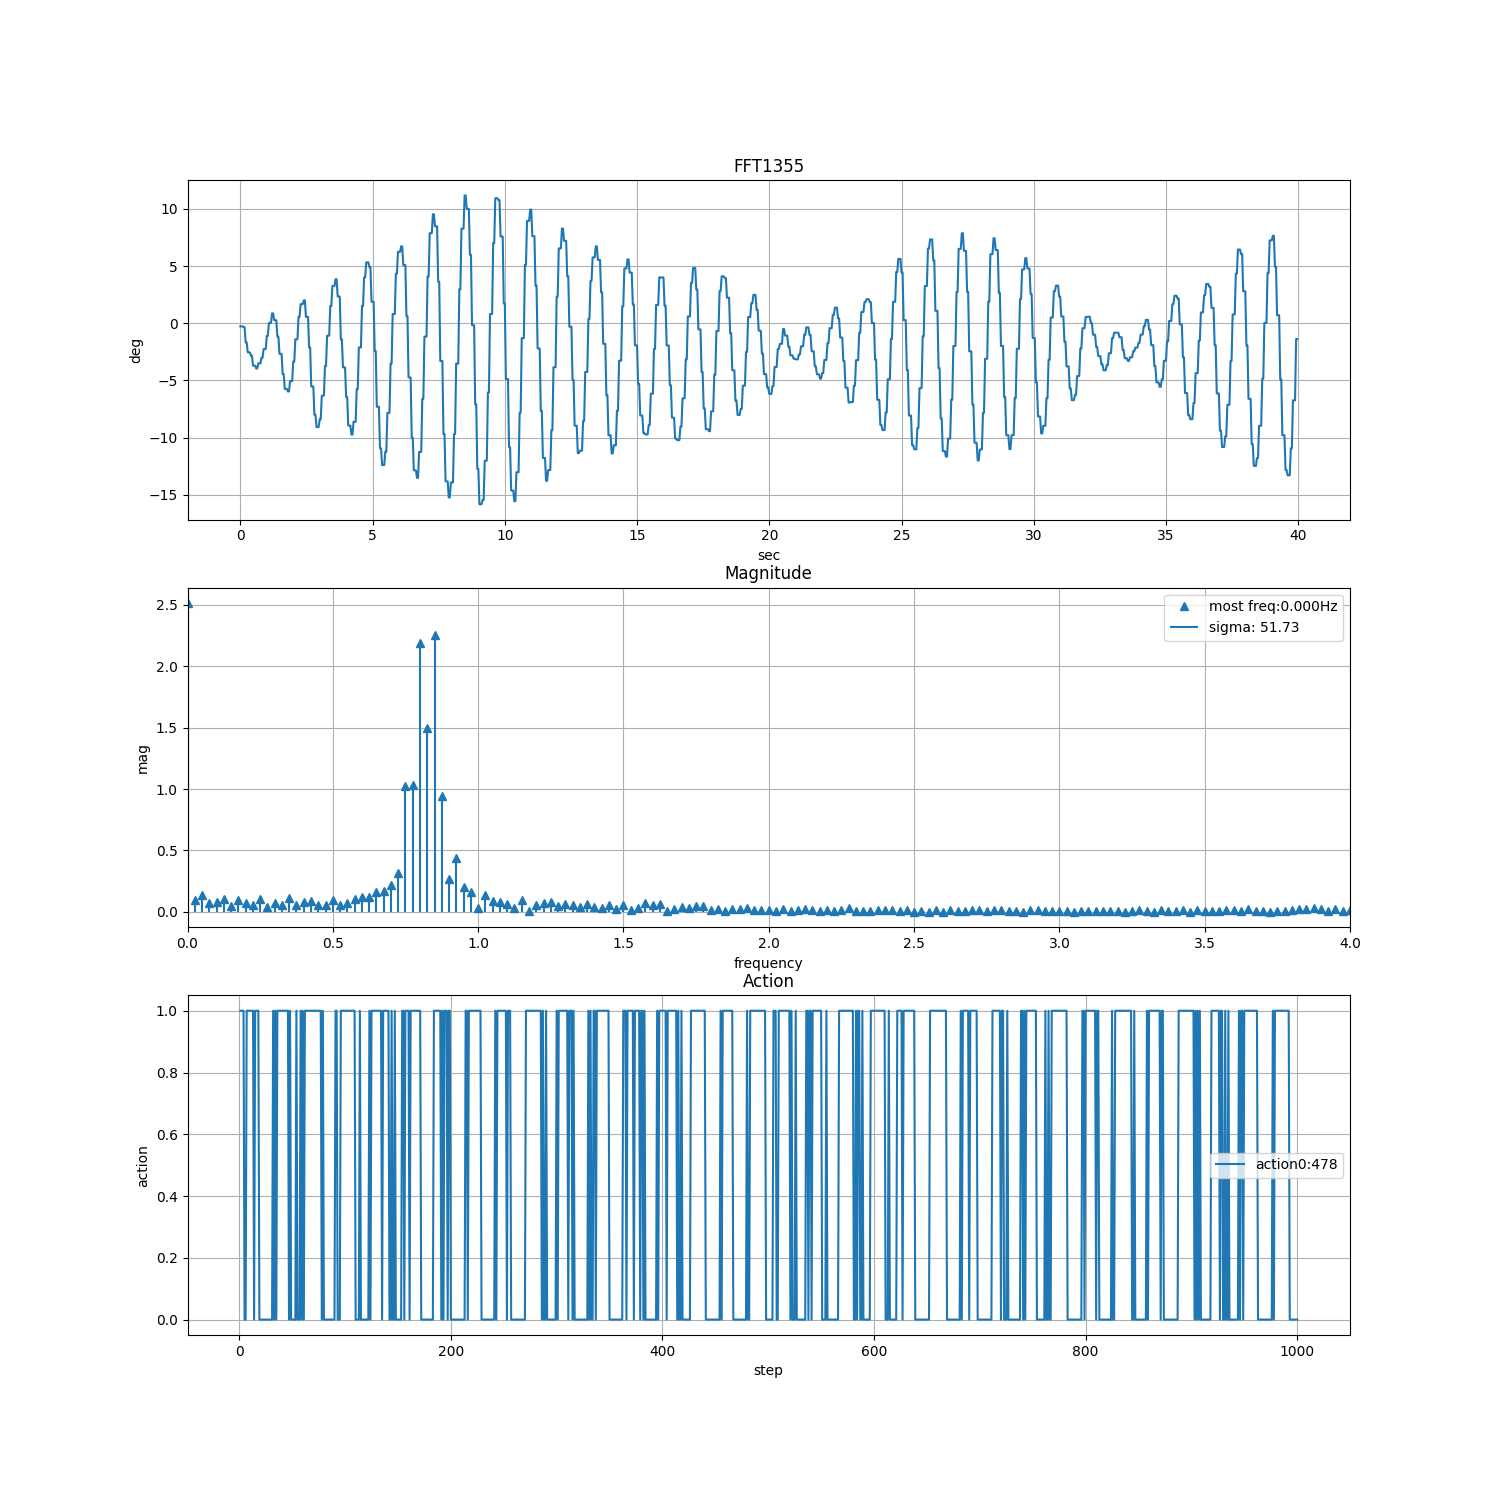 FFT1355
10
5
0
−5
−10
−15
deg
0 5 10 15 20 25 30 35 40
sec
Magnitude
2.5
2.0
1.5
1.0
0.5
0.0
mag
most freq:0.000Hz
sigma: 51.73
0.0 0.5 1.0 1.5 2.0 2.5 3.0 3.5 4.0
frequency
Action
1.0
0.8
0.6
0.4
0.2
0.0
action
action0:478
0 200 400 600 800 1000
step